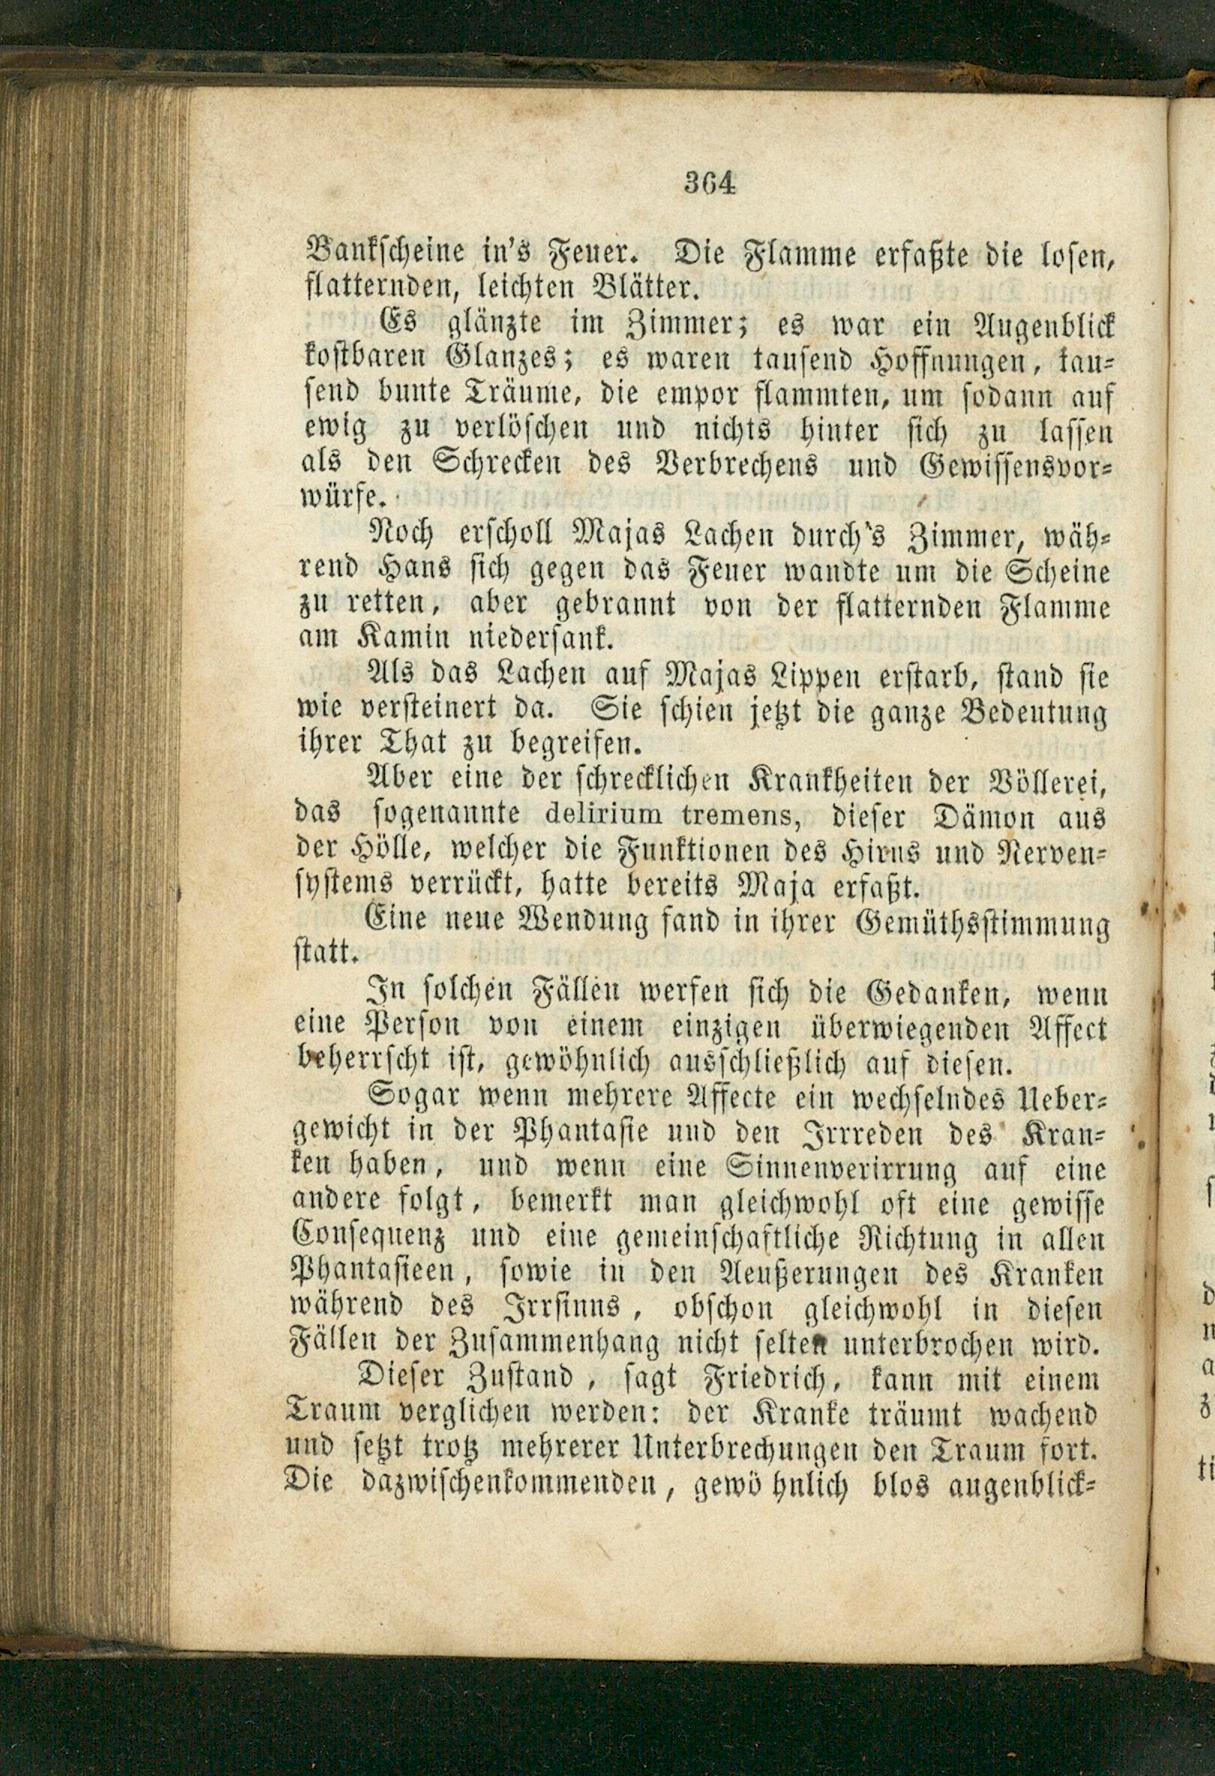 364
Bankscheine in's Feuer. Die Flamme erfaßte die losen,
flatternden, leichten Blätter.
Es glänzte im Zimmer; es war ein Augenblick
kostbaren Glanzes; es waren tausend Hoffnungen, tau-
send bunte Träume, die empor flammten, um sodann auf
ewig zu verlöschen und nichts hinter sich zu lassen
als den Schrecken des Verbrechens und Gewissensvor-
würfe.
Noch erscholl Majas Lachen durch's Zimmer, wäh-
rend Hans sich gegen das Feuer wandte um die Scheine
zu retten, aber gebrannt von der flatternden Flamme
am Kamin niedersank.
Als das Lachen auf Majas Lippen erstarb, stand sie
wie versteinert da. Sie schien jetzt die ganze Bedeutung
ihrer That zu begreifen.
Aber eine der schrecklichen Krankheiten der Völlerei,
das sogenannte delirium tremens, dieser Dämon aus
der Hölle, welcher die Funktionen des Hirns und Nerven-
systems verrückt, hatte bereits Maja erfaßt.
Eine neue Wendung fand in ihrer Gemüthsstimmung
statt.
In solchen Fällen werfen sich die Gedanken, wenn
eine Person von einem einzigen überwiegenden Affect
beherrscht ist, gewöhnlich ausschließlich auf diesen.
Sogar wenn mehrere Affecte ein wechselndes Ueber-
gewicht in der Phantasie und den Irrreden des Kran-
ken haben, und wenn eine Sinnenverirrung auf eine
andere folgt, bemerkt man gleichwohl oft eine gewisse
Consequenz und eine gemeinschaftliche Richtung in allen
Phantasieen, sowie in den Aeußerungen des Kranken
während des Irrsinns, obschon gleichwohl in diesen
Fällen der Zusammenhang nicht selten unterbrochen wird.
Dieser Zustand, sagt Friedrich, kann mit einem
Traum verglichen werden: der Kranke träumt wachend
und setzt trotz mehrerer Unterbrechungen den Traum fort.
Die dazwischenkommenden, gewö hnlich blos augenblick-